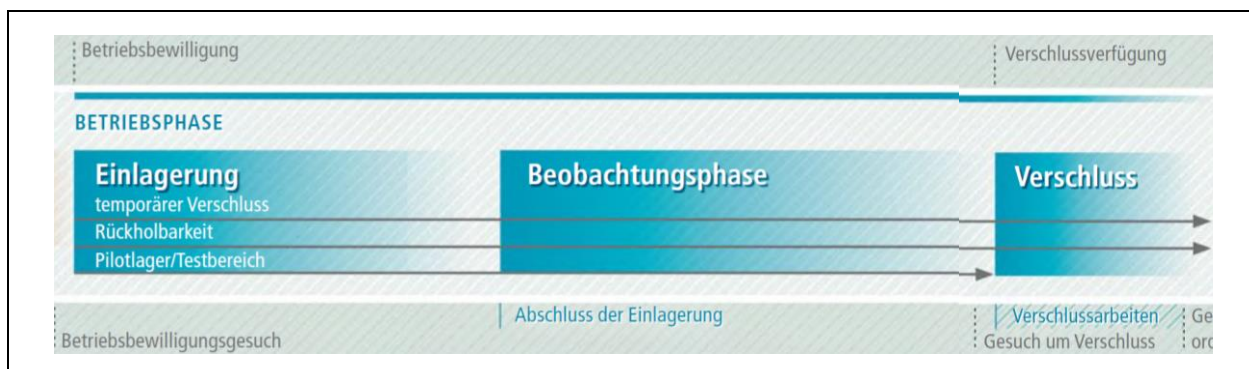 Betriebsbewilligung
Verschlussverfügung
BETRIEBSPHASE
Einlagerung
Beobachtungsphase
Verschluss
temporärer Verschluss
Rückholbarkeit
Pilotlager/Testbereich
Abschluss der Einlagerung
Verschlussarbeiten
Betriebsbewilligungsgesuch
Gesuch um Verschluss